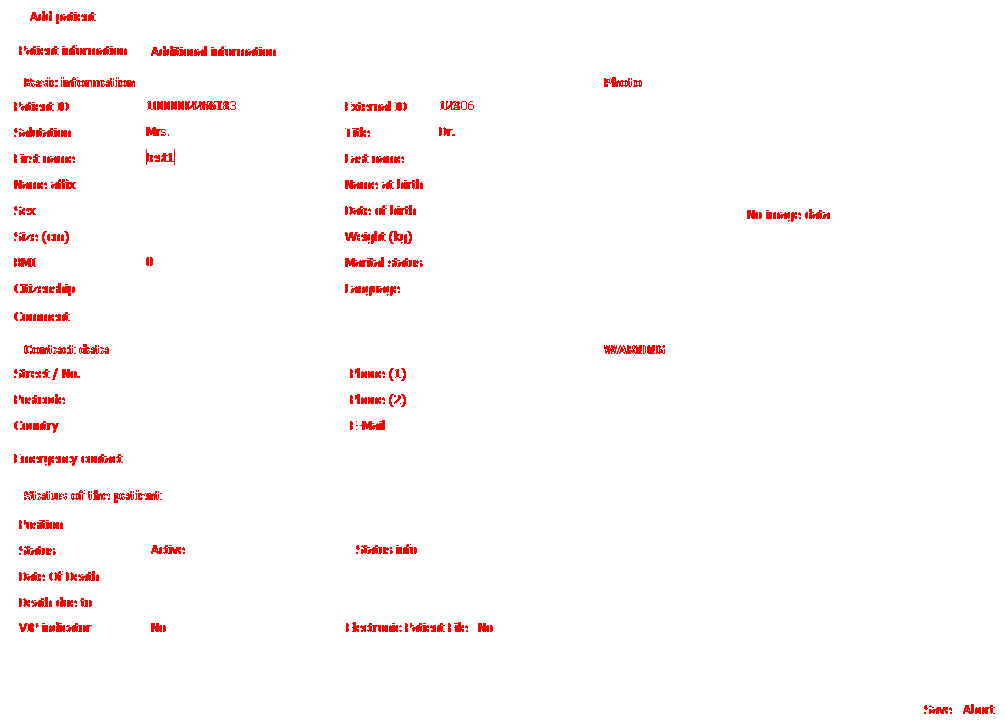 Add patient
Patient information Additional information
Basic information Photo
Patient ID External ID
Salutation Mrs. Title Dr.
First name test1 Last name
Name affix Name at birth
Sex Date of birth
No image data
Size (cm) Weight (kg)
BMI 0 Marital status
Citizenship Language
Comment
Contact data WARNING
Street / No. Phone (1)
Postcode Phone (2)
Country E-Mail
Emergency contact
Status of the patient
Position
Status Active Status info
Date Of Death
Death due to
VIP indicator No Electronic Patient File No
Save Abort